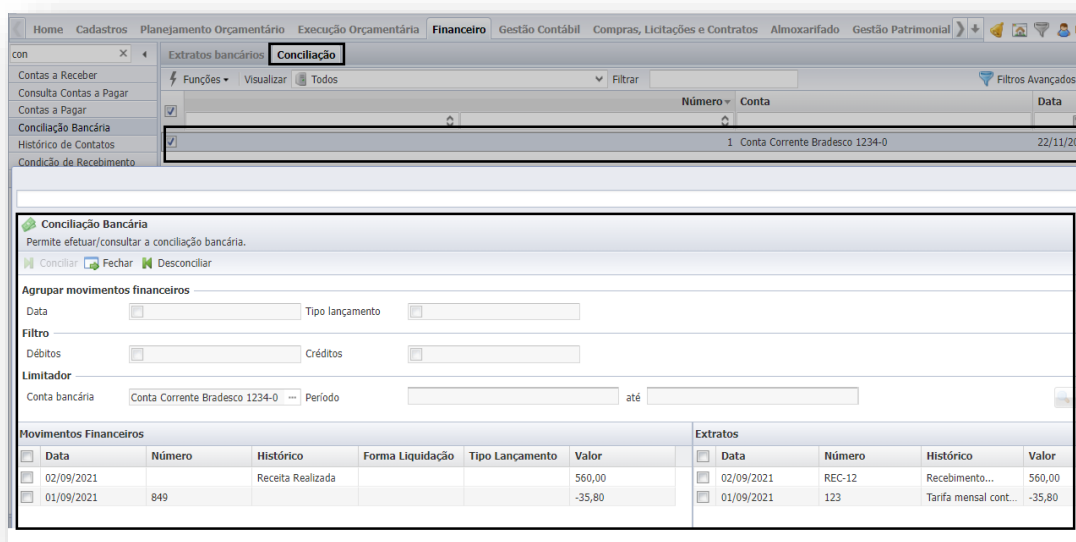 Home Cadastros Planejamento Orçamentário Execução Orçamentária Financeiro Gestão Contábil Compras, Licitações e Contratos Almoxarifado Gestão Patrimonial
con
Extratos bancários Conciliação
Contas a Receber
Consulta Contas a Pagar
Contas a Pagar
Conciliação Bancária
Histórico de Contatos
Condição de Recebimento
Funções Visualizar Todos Filtrar Filtros Avançados
Número Conta Data
1 Conta Corrente Bradesco 1234-0 22/11/20
Conciliação Bancária
Permite efetuar/consultar a conciliação bancária.
Conciliar Fechar Desconciliar
Agrupar movimentos financeiros
Data Tipo lançamento
Filtro
Débitos Créditos
Limitador
Conta bancária Conta Corrente Bradesco 1234-0 ... Período até
Movimentos Financeiros
Data Número Histórico Forma Liquidação Tipo Lançamento Valor
02/09/2021 Receita Realizada 560,00
01/09/2021 849 -35,80
Extratos
Data Número Histórico Valor
02/09/2021 REC-12 Recebimento... 560,00
01/09/2021 123 Tarifa mensal cont... -35,80